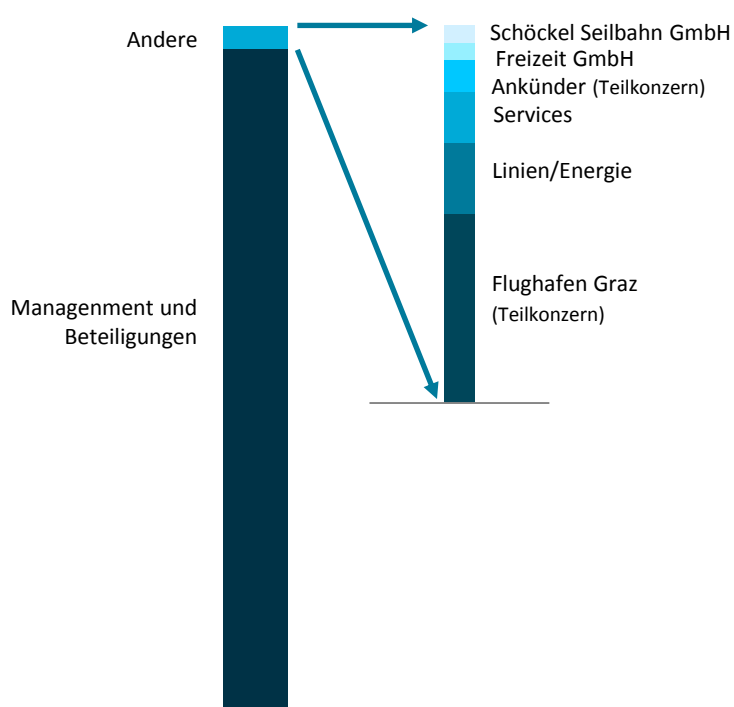 Andere
Managenment und
Beteiligungen
Schöckel Seilbahn GmbH
Freizeit GmbH
Ankünder (Teilkonzern)
Services
Linien/Energie
Flughafen Graz
(Teilkonzern)